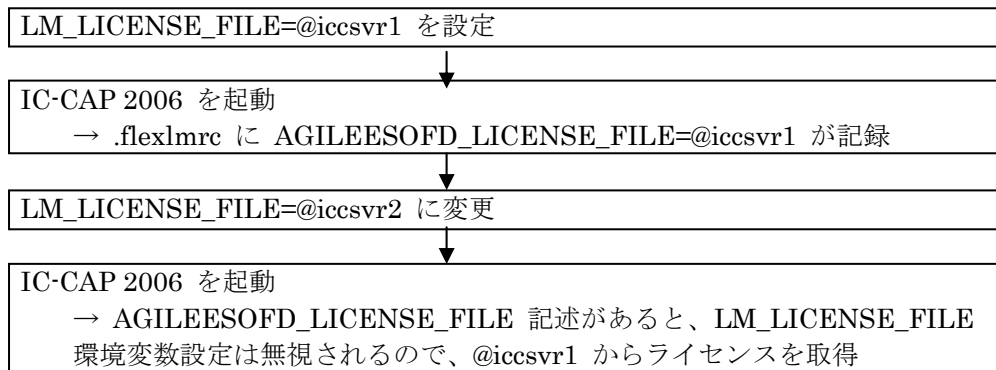 LM_LICENSE_FILE=@iccsvr1 を設定
IC-CAP 2006 を起動
→ .flexlmrc に AGILEESOFD_LICENSE_FILE=@iccsvr1 が記録
LM_LICENSE_FILE=@iccsvr2 に変更
IC-CAP 2006 を起動
→ AGILEESOFD_LICENSE_FILE 記述があると、LM_LICENSE_FILE
環境変数設定は無視されるので、@iccsvr1 からライセンスを取得